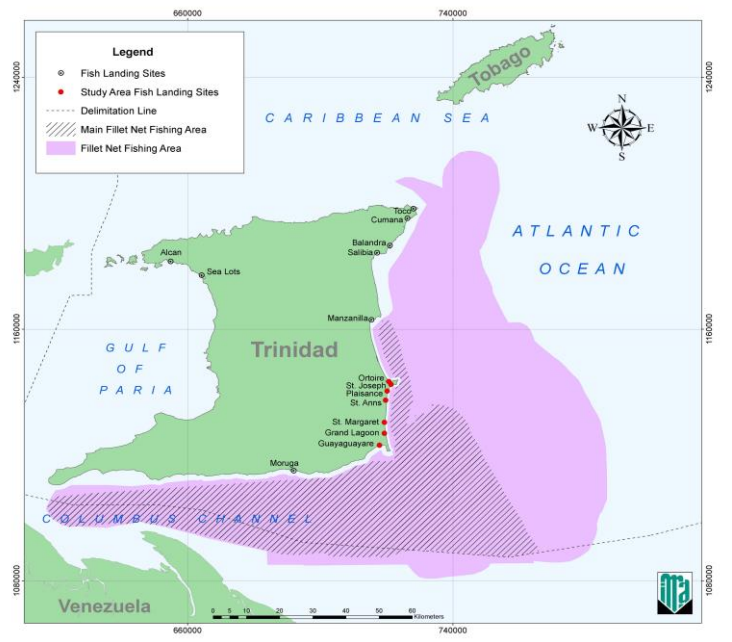 660000
740000
Legend
Fish Landing Sites
Study Area Fish Landing Sites
Delimitation Line
Main Fillet Net Fishing Area
Fillet Net Fishing Area
Tobago
1240000
1240000
CARIBBEAN SEA
N
W
E
S
Toco
Cumana
ATLANTIC
OCEAN
Balandra
Salibia
Alcan
Sea Lots
Manzanilla
1160000
1160000
Trinidad
GULF
OF
PARIA
Ortoire
St. Joseph
Plaisance
St. Anns
St. Margaret
Grand Lagoon
Guayaguayare
Moruga
COLUMBUS CHANNEL
1080000
1080000
Venezuela
0 5 10 20 30 40 50 60
Kilometers
ima
660000
740000